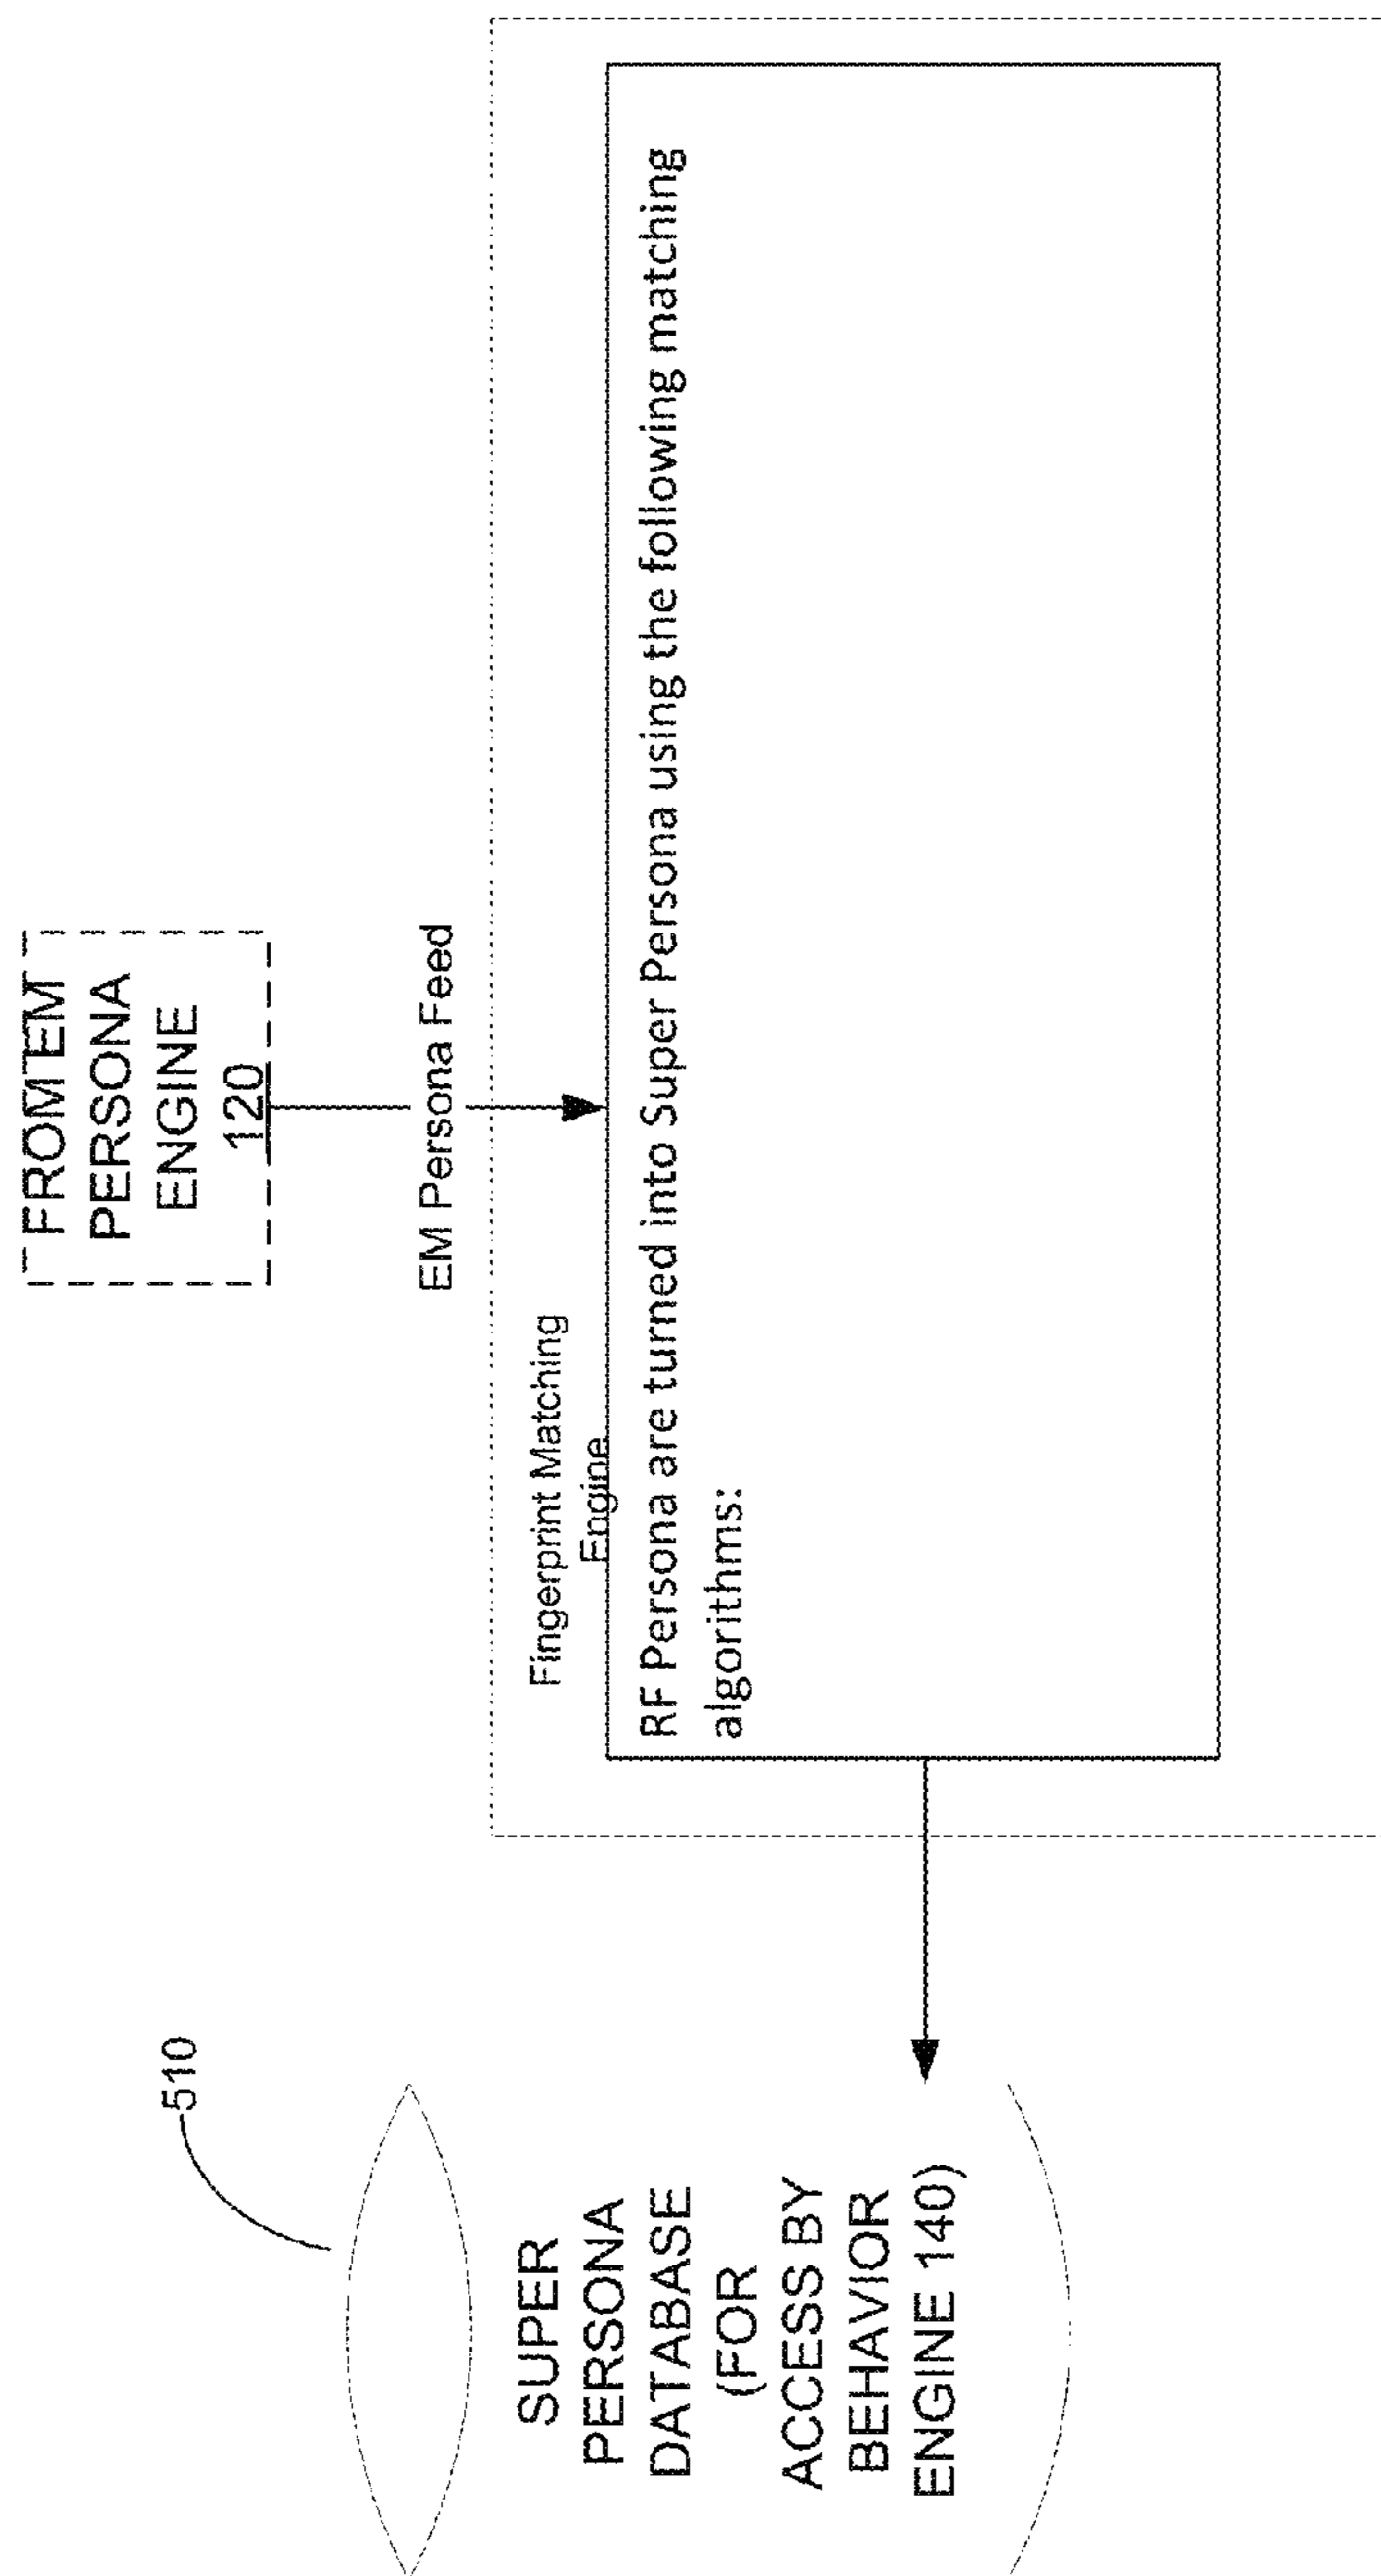 FROM EM
PERSONA
ENGINE
120
EM Persona Feed
Fingerprint Matching
Engine
RF Persona are turned into Super Persona using the following matching
algorithms:
510
SUPER
PERSONA
DATABASE
(FOR
ACCESS BY
BEHAVIOR
ENGINE 140)